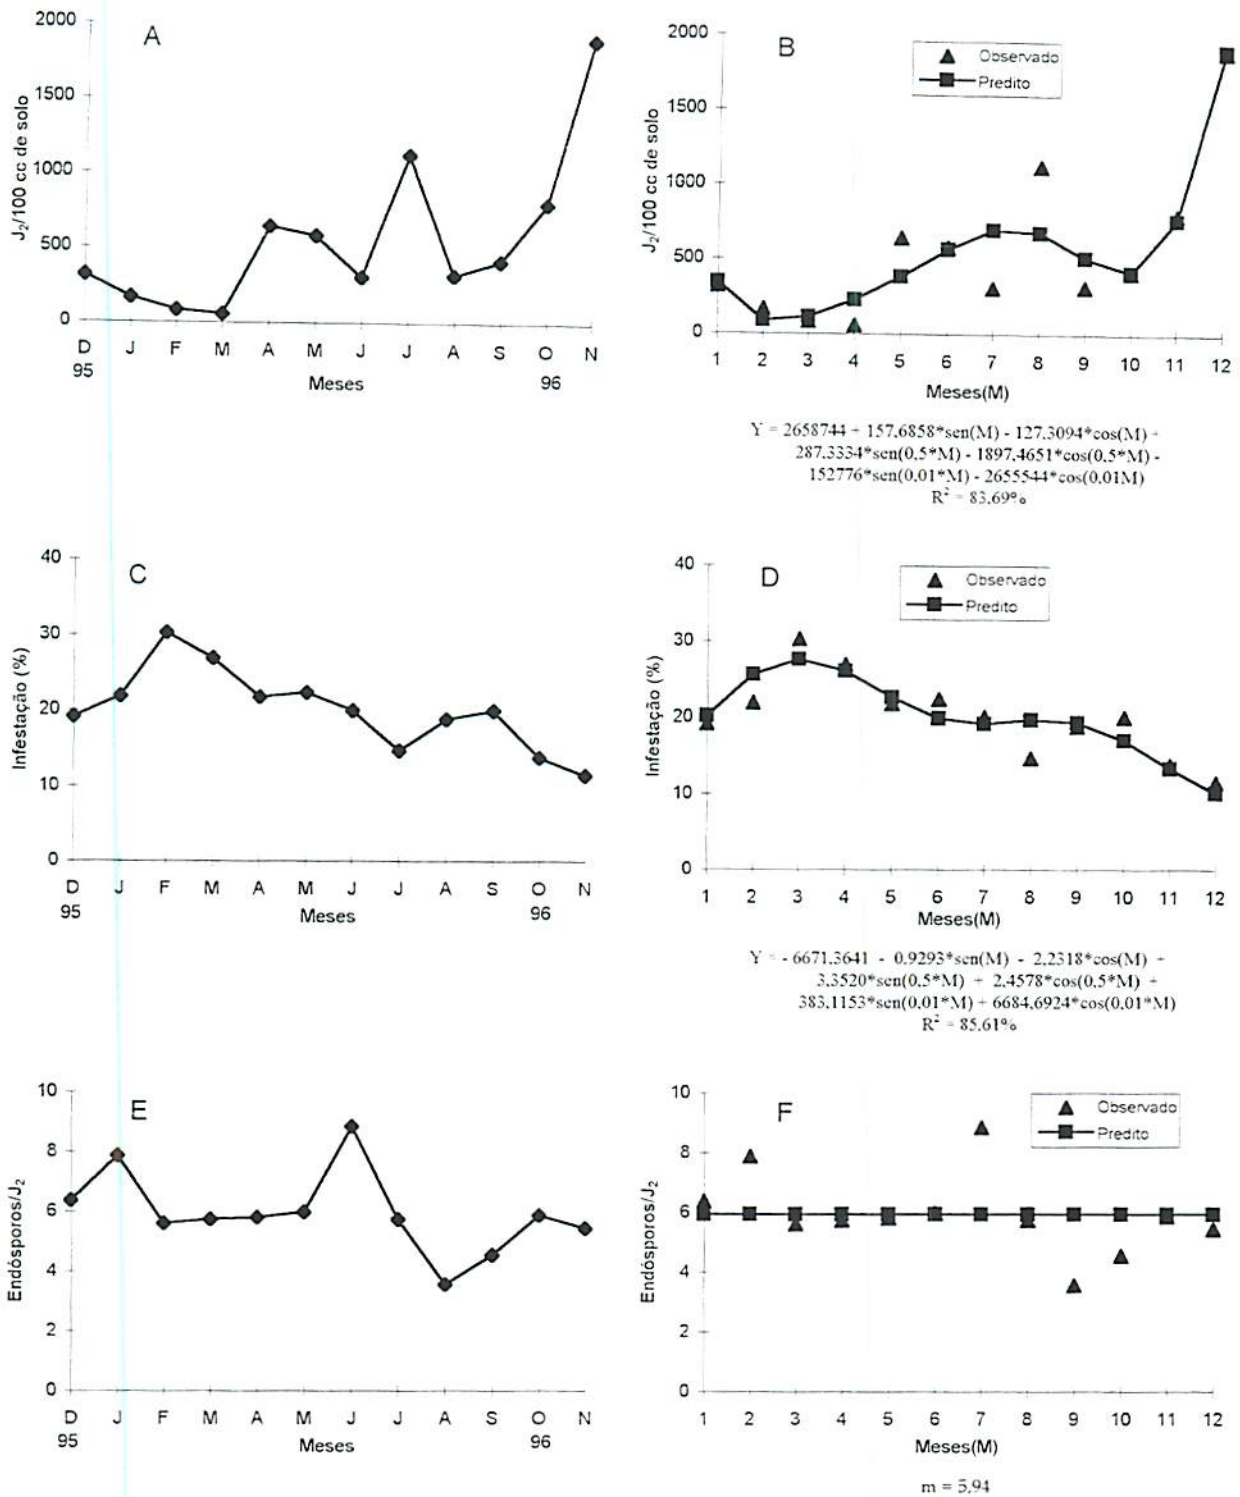 A
J₂/100 cc de solo
2000
1500
1000
500
0
D J F M A M J J A S O N
95 96
Meses
B
Observado
Predito
J₂/100 cc de solo
2000
1500
1000
500
0
1 2 3 4 5 6 7 8 9 10 11 12
Meses(M)
Y = 2658744 + 157,6858*sen(M) - 127,3094*cos(M) +
287,3334*sen(0,5*M) - 1897,4651*cos(0,5*M) -
152776*sen(0,01*M) - 2655544*cos(0,01M)
R² = 83,69%
C
Infestação (%)
40
30
20
10
0
D J F M A M J J A S O N
95 96
Meses
D
Observado
Predito
Infestação (%)
40
30
20
10
0
1 2 3 4 5 6 7 8 9 10 11 12
Meses(M)
Y = - 6671,3641 - 0,9293*sen(M) - 2,2318*cos(M) +
3,3520*sen(0,5*M) + 2,4578*cos(0,5*M) +
383,1153*sen(0,01*M) + 6684,6924*cos(0,01*M)
R² = 85,61%
E
Endósporos/J₂
10
8
6
4
2
0
D J F M A M J J A S O N
95 96
Meses
F
Observado
Predito
Endósporos/J₂
10
8
6
4
2
0
1 2 3 4 5 6 7 8 9 10 11 12
Meses(M)
m = 5,94